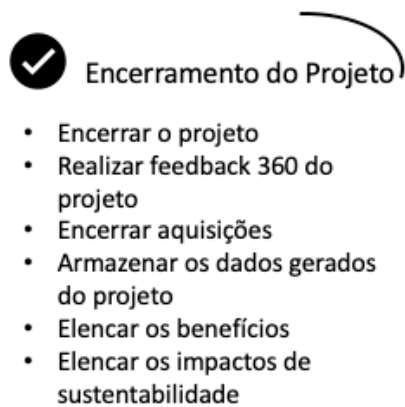 Encerramento do Projeto
• Encerrar o projeto
• Realizar feedback 360 do
projeto
• Encerrar aquisições
• Armazenar os dados gerados
do projeto
• Elencar os benefícios
• Elencar os impactos de
sustentabilidade